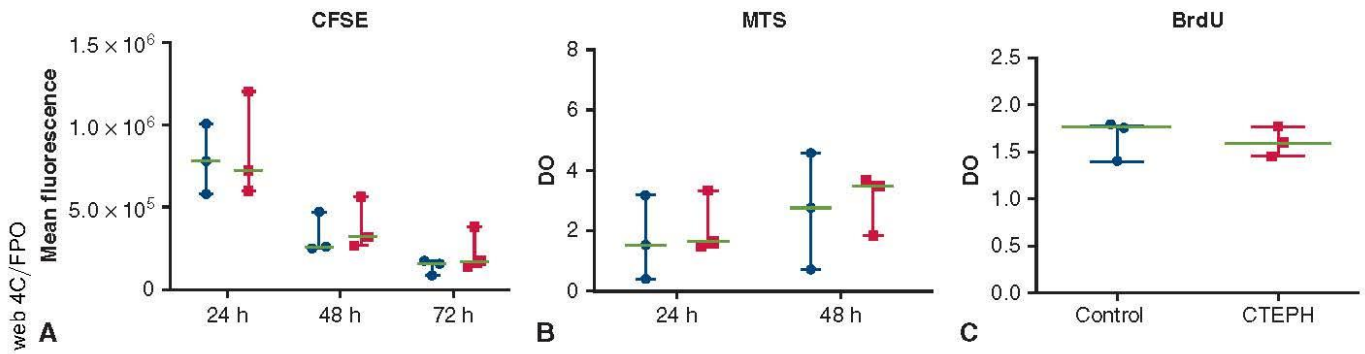 CFSE
Mean fluorescence
1.5 × 10⁶
1.0 × 10⁶
5.0 × 10⁵
0
24 h 48 h 72 h
A
web 4C/FPO
MTS
DO
8
6
4
2
0
24 h 48 h
B
BrdU
DO
2.5
2.0
1.5
1.0
0.5
0.0
Control CTEPH
C